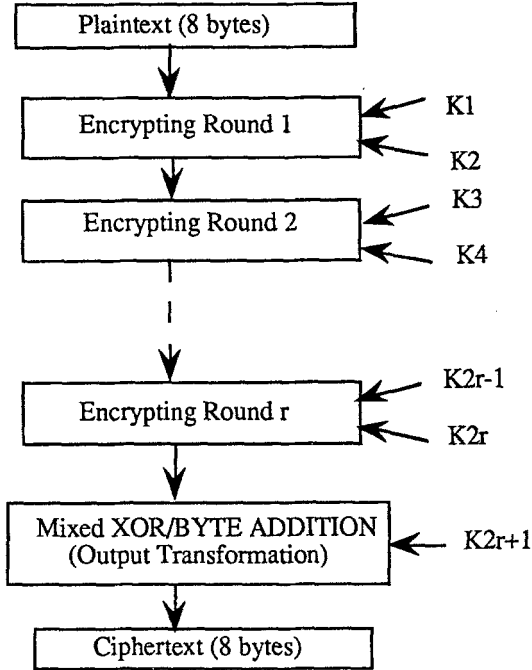 Plaintext (8 bytes)
Encrypting Round 1
K1
K2
Encrypting Round 2
K3
K4
Encrypting Round r
K2r-1
K2r
Mixed XOR/BYTE ADDITION
(Output Transformation)
K2r+1
Ciphertext (8 bytes)